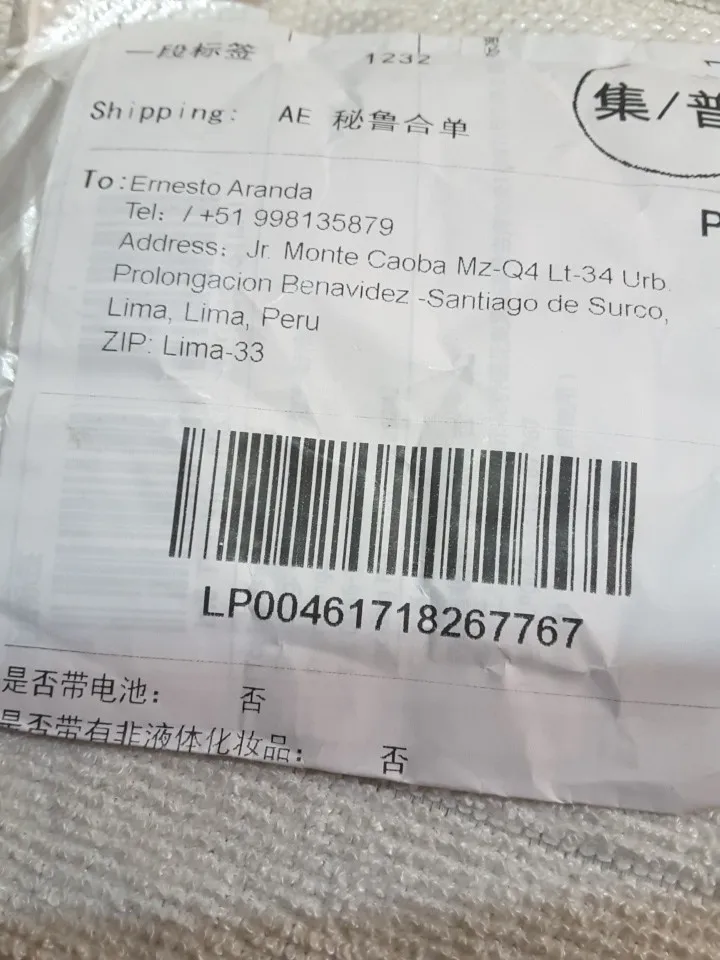 一段标签
1232
集/普
Shipping: AE 秘鲁合单
P
To:Ernesto Aranda
Tel: / +51 998135879
Address: Jr. Monte Caoba Mz-Q4 Lt-34 Urb.
Prolongacion Benavidez -Santiago de Surco,
Lima, Lima, Peru
ZIP: Lima-33
LP00461718267767
是否带电池: 否
是否带有非液体化妆品: 否